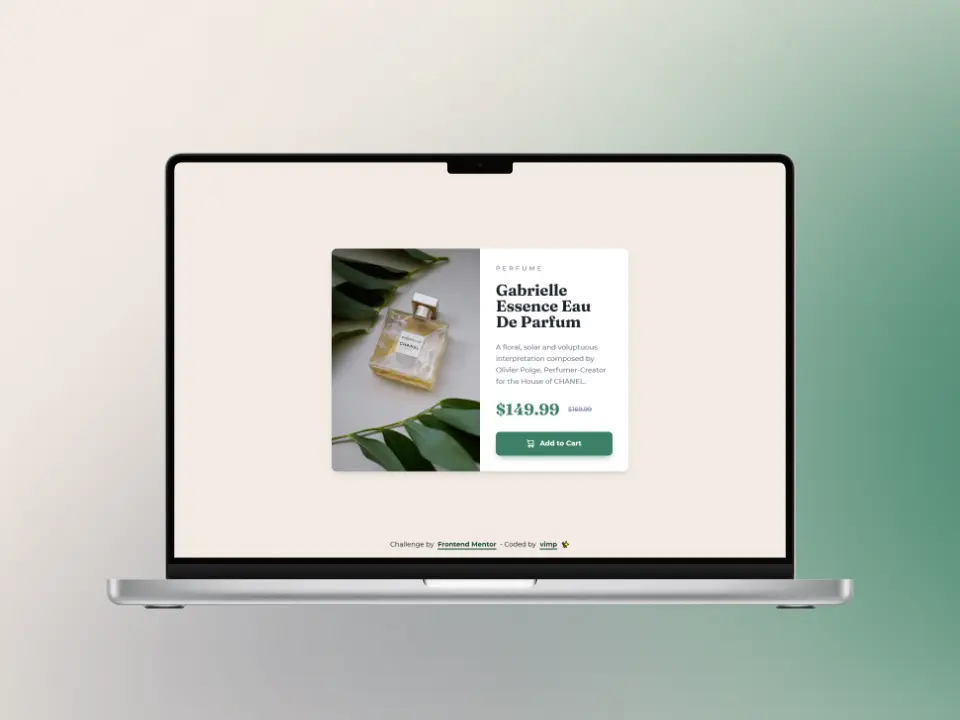 PERFUME
Gabrielle
Essence Eau
De Parfum
A floral, solar and voluptuous
interpretation composed by
Olivier Polge, Perfumer-Creator
for the House of CHANEL.
$149.99 $169.99
Add to Cart
CHANEL
Challenge by Frontend Mentor - Coded by vimp